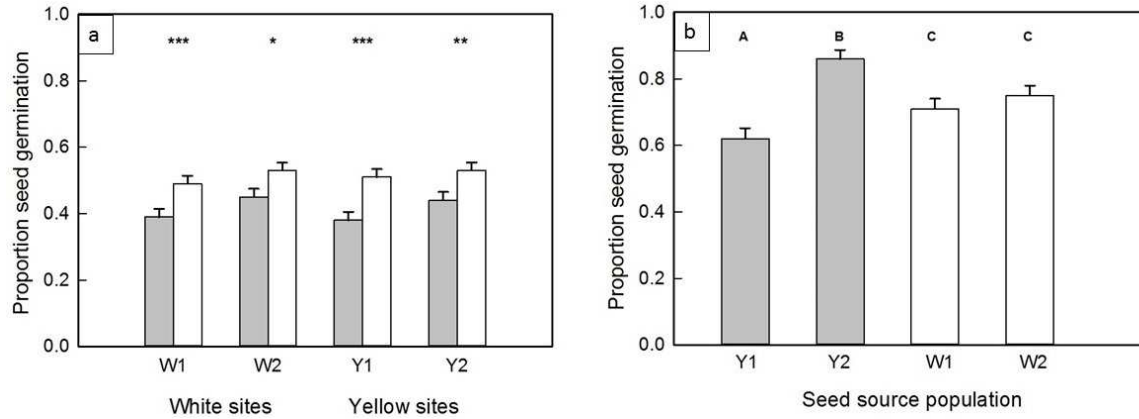 a
*** * *** **
1.0
0.8
0.6
0.4
0.2
0.0
Proportion seed germination
W1 W2 Y1 Y2
White sites Yellow sites
b
A B C C
1.0
0.8
0.6
0.4
0.2
0.0
Proportion seed germination
Y1 Y2 W1 W2
Seed source population